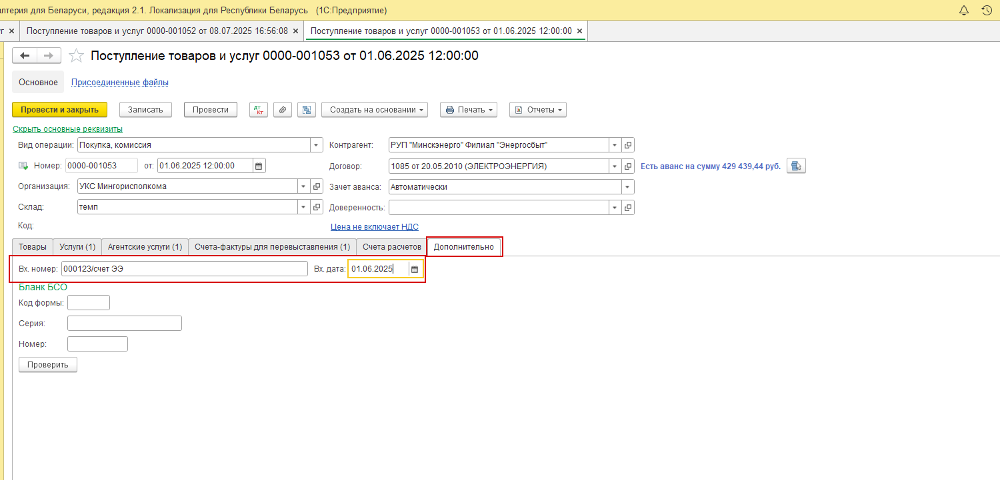 алтерия для Беларуси, редакция 2.1. Локализация для Республики Беларусь (1С:Предприятие)
г × Поступление товаров и услуг 0000-001052 от 08.07.2025 16:56:08 × Поступление товаров и услуг 0000-001053 от 01.06.2025 12:00:00 ×
Поступление товаров и услуг 0000-001053 от 01.06.2025 12:00:00
Основное Присоединенные файлы
Провести и закрыть Записать Провести Дт Кт Создать на основании Печать Отчеты
Скрыть основные реквизиты
Вид операции: Покупка, комиссия Контрагент: РУП "Минскэнерго" Филиал "Энергосбыт"
Номер: 0000-001053 от: 01.06.2025 12:00:00 Договор: 1085 от 20.05.2010 (ЭЛЕКТРОЭНЕРГИЯ) Есть аванс на сумму 429 439,44 руб.
Организация: УКС Мингорисполкома Зачет аванса: Автоматически
Склад: темп Доверенность:
Код: Цена не включает НДС
Товары Услуги (1) Агентские услуги (1) Счета-фактуры для перевыставления (1) Счета расчетов Дополнительно
Вх. номер: 000123/счет ЭЭ Вх. дата: 01.06.2025
Бланк БСО
Код формы:
Серия:
Номер:
Проверить